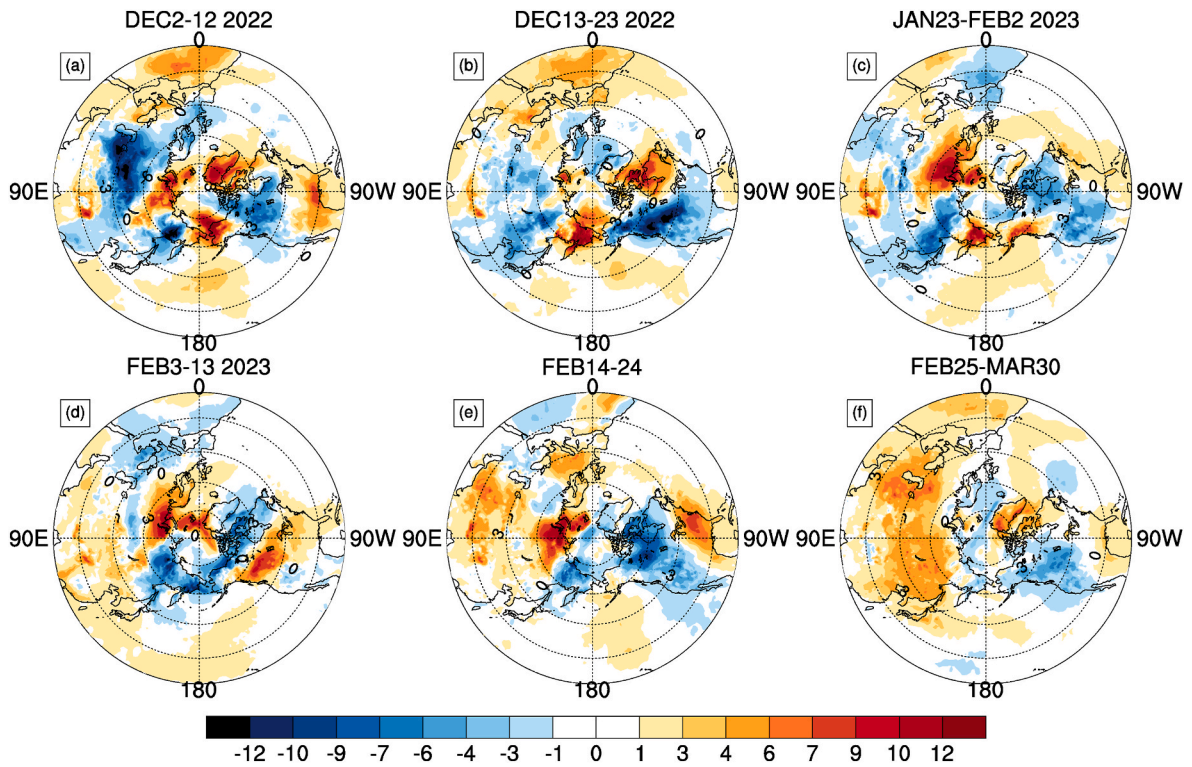 DEC2-12 2022
DEC13-23 2022
JAN23-FEB2 2023
(a)
0
(b)
0
(c)
0
90E
90W
90E
90W
90E
90W
180
180
180
FEB3-13 2023
FEB14-24
FEB25-MAR30
(d)
0
(e)
0
(f)
0
90E
90W
90E
90W
90E
90W
180
180
180
-12 -10 -9 -7 -6 -4 -3 -1 0 1 3 4 6 7 9 10 12